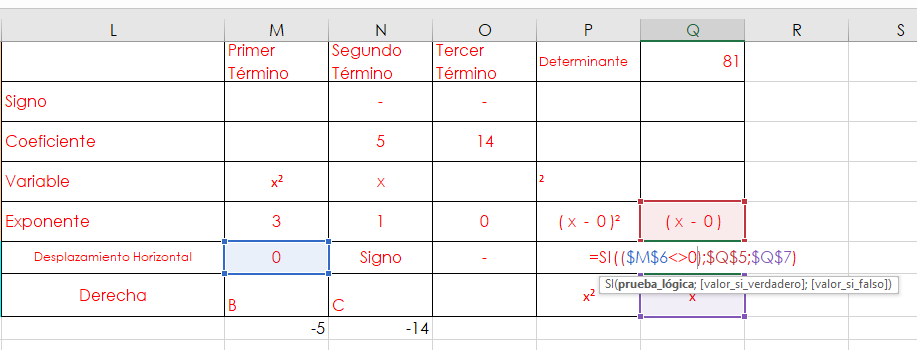 L M N O P Q R S
Primer Segundo Tercer
Término Término Término Determinante 81
Signo - -
Coeficiente 5 14
Variable x² x ²
Exponente 3 1 0 ( x - 0 )² ( x - 0 )
Desplazamiento Horizontal 0 Signo - =SI(($M$6<>0);$Q$5;$Q$7)
SI(prueba_lógica; [valor_si_verdadero]; [valor_si_falso])
Derecha B C x² x
-5 -14